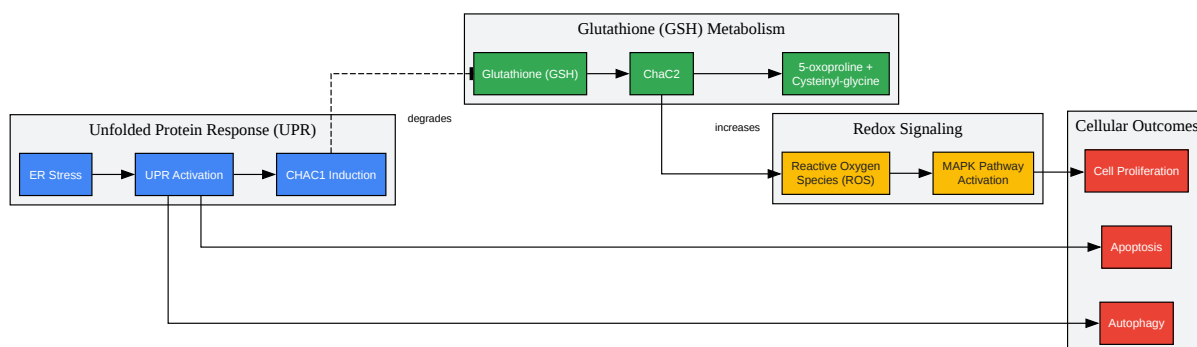 Glutathione (GSH) Metabolism
Glutathione (GSH)
ChaC2
5-oxoproline +
Cysteinyl-glycine
degrades
increases
Unfolded Protein Response (UPR)
ER Stress
UPR Activation
CHAC1 Induction
Redox Signaling
Reactive Oxygen
Species (ROS)
MAPK Pathway
Activation
Cellular Outcomes
Cell Proliferation
Apoptosis
Autophagy